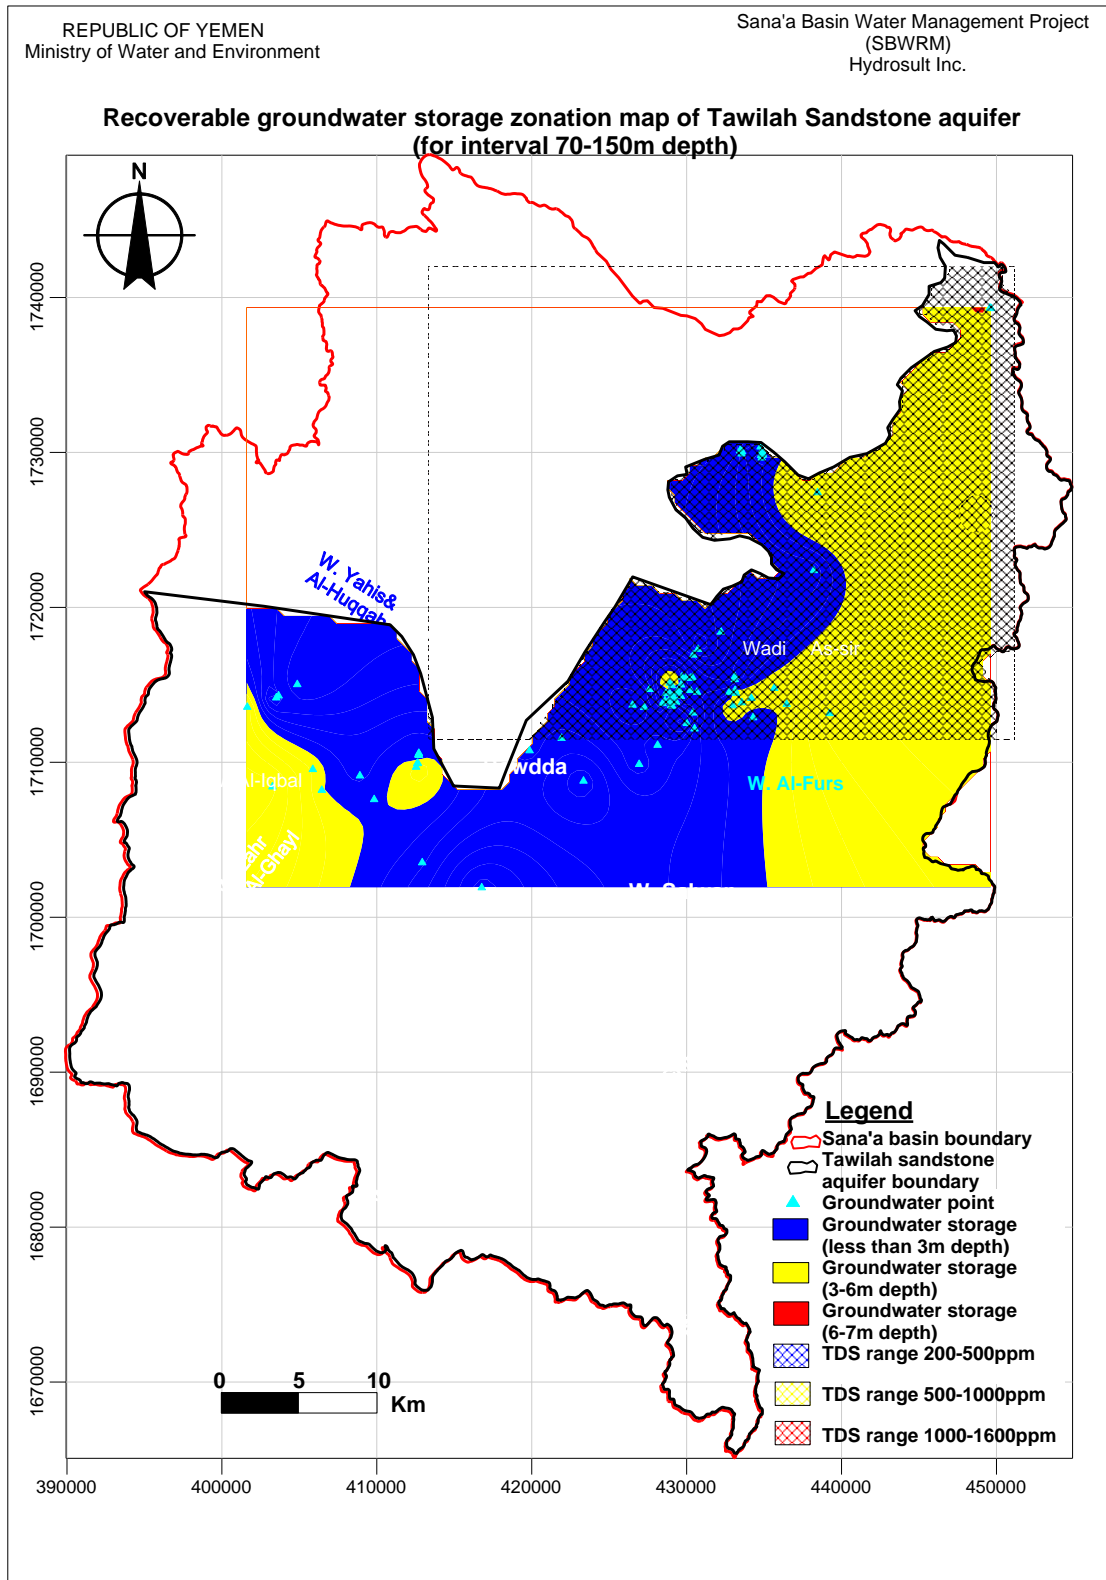 REPUBLIC OF YEMEN
Ministry of Water and Environment
Sana'a Basin Water Management Project
(SBWRM)
Hydrosult Inc.
Recoverable groundwater storage zonation map of Tawilah Sandstone aquifer
(for interval 70-150m depth)
N
1740000
1730000
1720000
1710000
1700000
1690000
1680000
1670000
W. Yahis&
Al-Huqqah
Wadi As-sir
wdda
W. Al-Furs
Al-Iqbal
Al-Ghayl
Legend
Sana'a basin boundary
Tawilah sandstone
aquifer boundary
Groundwater point
Groundwater storage
(less than 3m depth)
Groundwater storage
(3-6m depth)
Groundwater storage
(6-7m depth)
TDS range 200-500ppm
TDS range 500-1000ppm
TDS range 1000-1600ppm
0 5 10
Km
390000 400000 410000 420000 430000 440000 450000